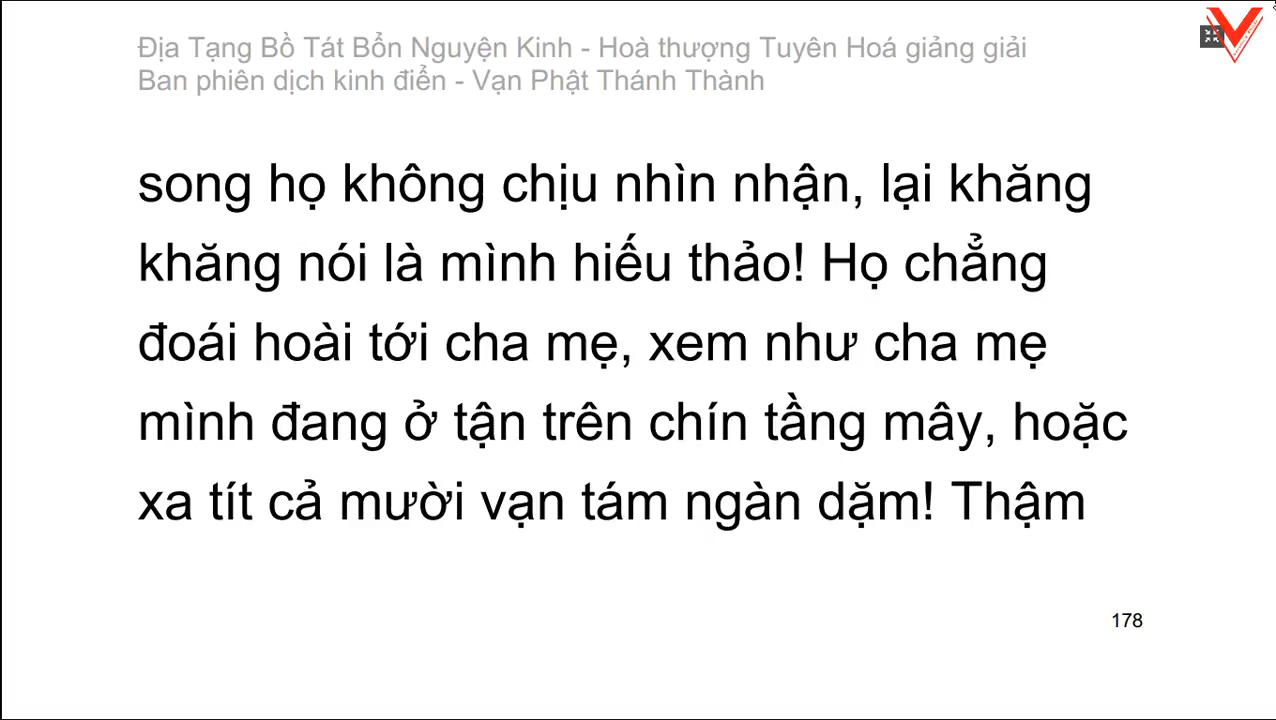 Địa Tạng Bồ Tát Bổn Nguyện Kinh - Hoà thượng Tuyên Hoá giảng giải
Ban phiên dịch kinh điển - Vạn Phật Thánh Thành
song họ không chịu nhìn nhận, lại khăng
khăng nói là mình hiếu thảo! Họ chẳng
đoái hoài tới cha mẹ, xem như cha mẹ
mình đang ở tận trên chín tầng mây, hoặc
xa tít cả mười vạn tám ngàn dặm! Thậm
178